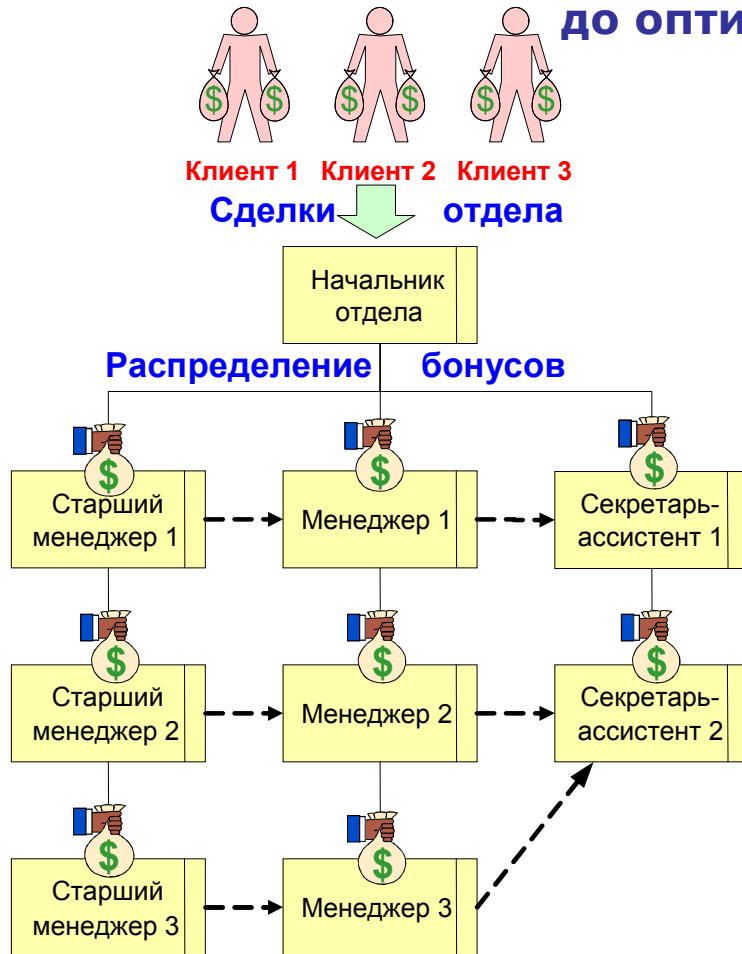 до опти
$ $ $ $ $ $
Клиент 1 Клиент 2 Клиент 3
Сделки отдела
Начальник
отдела
Распределение бонусов
$ $ $
Старший
менеджер 1
Менеджер 1
Секретарь-
ассистент 1
$ $ $
Старший
менеджер 2
Менеджер 2
Секретарь-
ассистент 2
$ $
Старший
менеджер 3
Менеджер 3